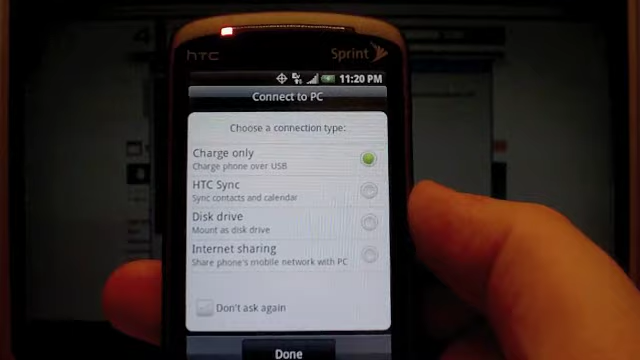 htc
Sprint
11:20 PM
Connect to PC
Choose a connection type:
Charge only
Charge phone over USB
HTC Sync
Sync contacts and calendar
Disk drive
Mount as disk drive
Internet sharing
Share phone's mobile network with PC
Don't ask again
Done